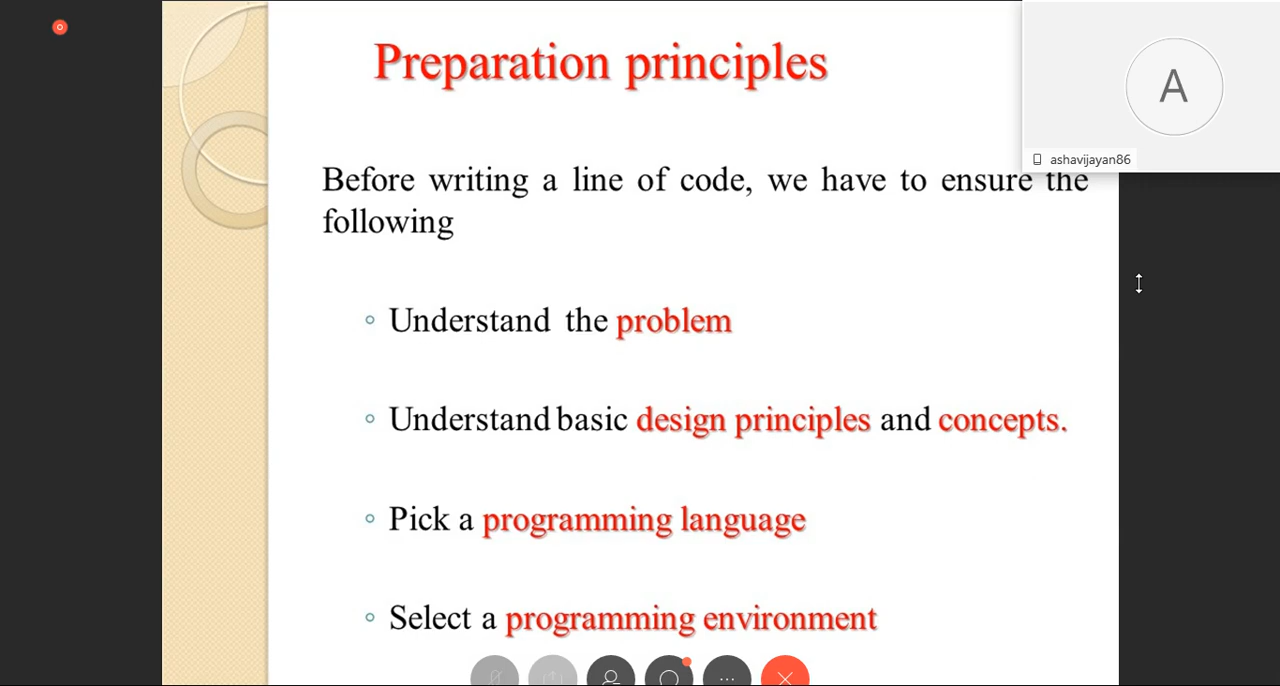 Preparation principles
A
ashavijayan86
Before writing a line of code, we have to ensure the
following
Understand the problem
Understand basic design principles and concepts.
Pick a programming language
Select a programming environment